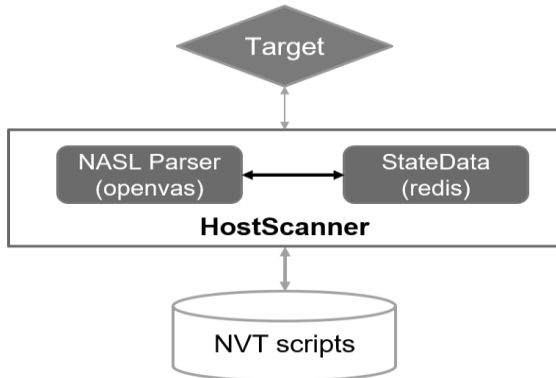 Target
NASL Parser
(openvas)
StateData
(redis)
HostScanner
NVT scripts